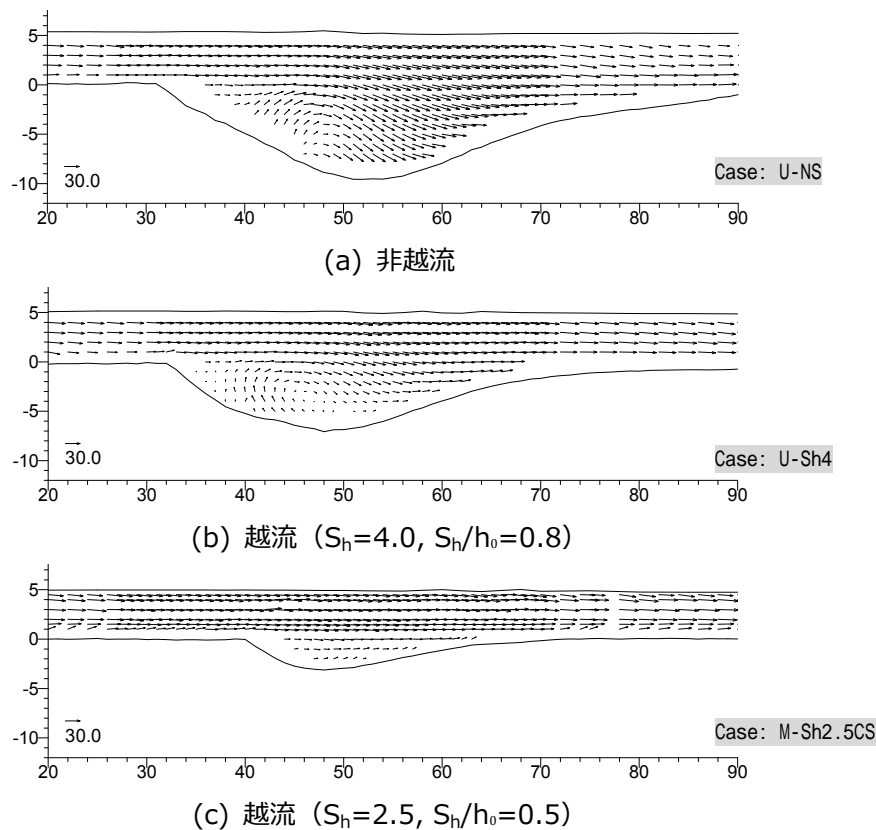 5
0
-5
-10
30.0
Case: U-NS
20 30 40 50 60 70 80 90
(a) 非越流
5
0
-5
-10
30.0
Case: U-Sh4
20 30 40 50 60 70 80 90
(b) 越流（Sh=4.0, Sh/h₀=0.8）
5
0
-5
-10
30.0
Case: M-Sh2.5CS
20 30 40 50 60 70 80 90
(c) 越流（Sh=2.5, Sh/h₀=0.5）